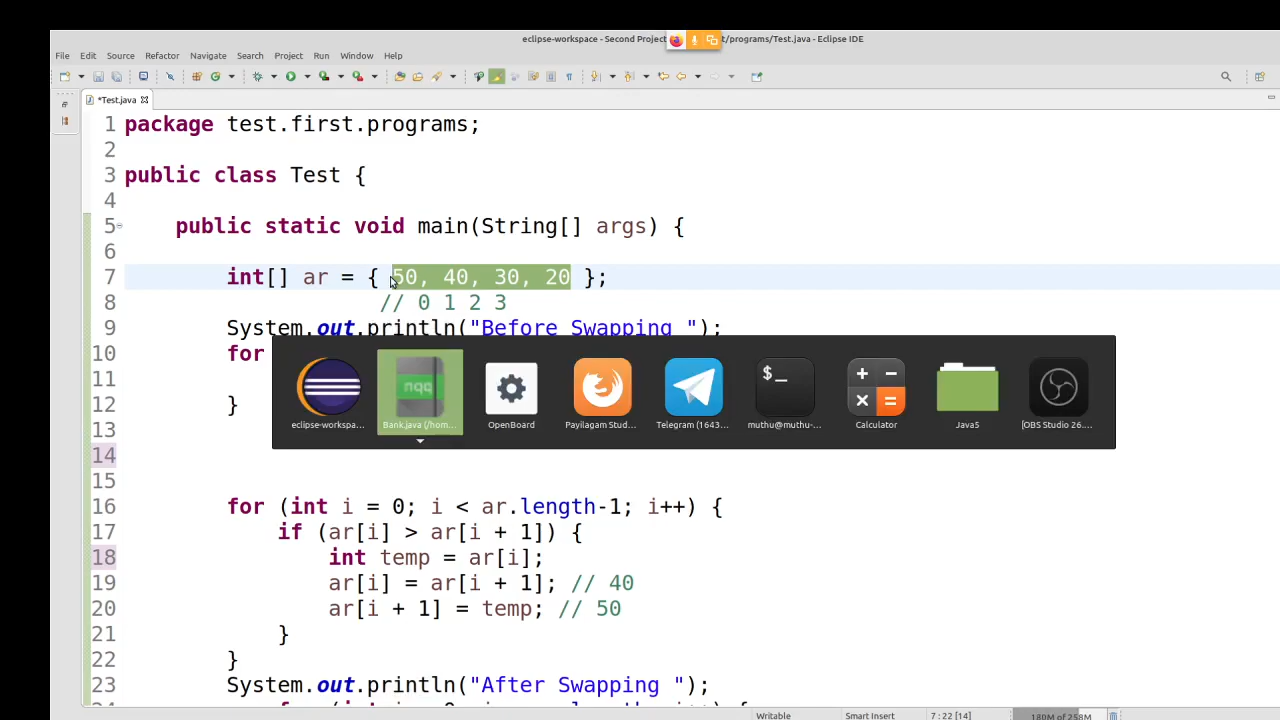 eclipse-workspace - Second Project t/programs/Test.java - Eclipse IDE
File Edit Source Refactor Navigate Search Project Run Window Help
*Test.java
1 package test.first.programs;
2
3 public class Test {
4
5 public static void main(String[] args) {
6
7 int[] ar = { 50, 40, 30, 20 };
8 // 0 1 2 3
9 System.out.println("Before Swapping ");
10 for
11
12 }
13
14
15
16 for (int i = 0; i < ar.length-1; i++) {
17 if (ar[i] > ar[i + 1]) {
18 int temp = ar[i];
19 ar[i] = ar[i + 1]; // 40
20 ar[i + 1] = temp; // 50
21 }
22 }
23 System.out.println("After Swapping ");
nqq
$_
eclipse-workspa... Bank.java (/hom... OpenBoard Payilagam Stud... Telegram (1643... muthu@muthu-... Calculator Java5 [OBS Studio 26....
Writable Smart Insert 7 : 22 [14] 180M of 258M